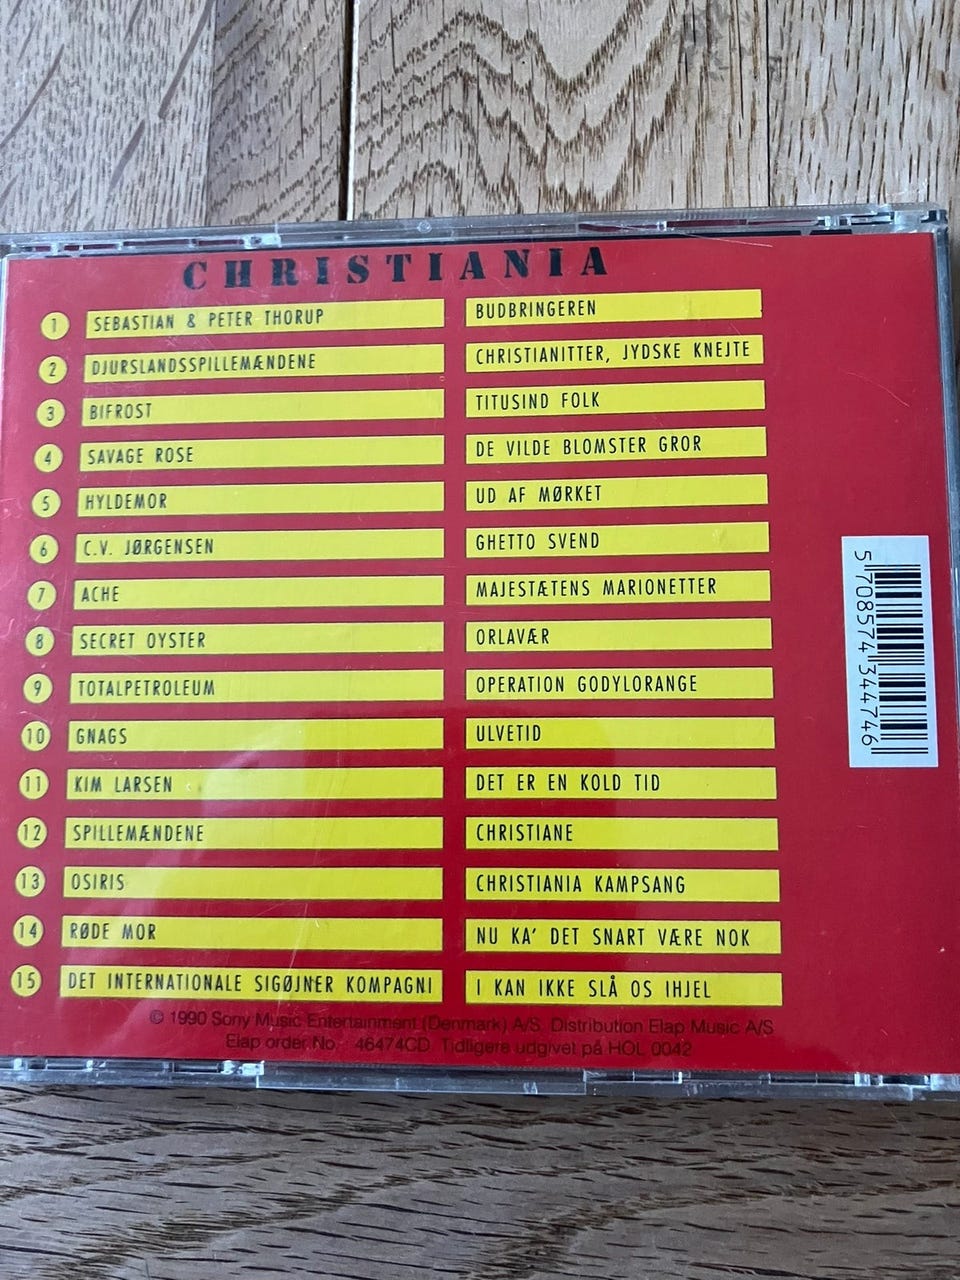 CHRISTIANIA
1 SEBASTIAN & PETER THORUP BUDBRINGEREN
2 DJURSLANDSSPILLEMÆNDENE CHRISTIANITTER, JYDSKE KNEJTE
3 BIFROST TITUSIND FOLK
4 SAVAGE ROSE DE VILDE BLOMSTER GROR
5 HYLDEMOR UD AF MØRKET
6 C.V. JØRGENSEN GHETTO SVEND
7 ACHE MAJESTÆTENS MARIONETTER
8 SECRET OYSTER ORLAVÆR
9 TOTALPETROLEUM OPERATION GODYLORANGE
10 GNAGS ULVETID
11 KIM LARSEN DET ER EN KOLD TID
12 SPILLEMÆNDENE CHRISTIANE
13 OSIRIS CHRISTIANIA KAMPSANG
14 RØDE MOR NU KA' DET SNART VÆRE NOK
15 DET INTERNATIONALE SIGØJNER KOMPAGNI I KAN IKKE SLÅ OS IHJEL
© 1990 Sony Music Entertainment (Denmark) A/S. Distribution Elap Music A/S
Elap order No. 46474CD Tidligere udgivet på HOL 0042
5 708574 344746